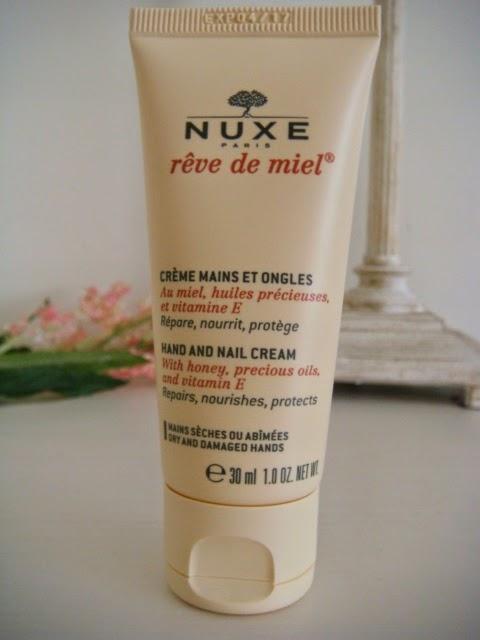 EXP04/17
NUXE
PARIS
rêve de miel®
CRÈME MAINS ET ONGLES
Au miel, huiles précieuses,
et vitamine E
Répare, nourrit, protège
HAND AND NAIL CREAM
With honey, precious oils,
and vitamin E
Repairs, nourishes, protects
MAINS SÈCHES OU ABÎMÉES
DRY AND DAMAGED HANDS
℮ 30 ml 1.0 OZ. NET WT.